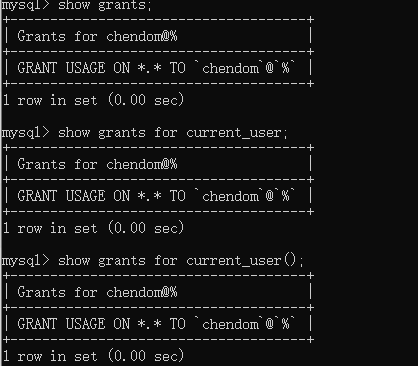 mysql> show grants;
+-----------------------------------+
| Grants for chendom@% |
+-----------------------------------+
| GRANT USAGE ON *.* TO `chendom`@`%` |
+-----------------------------------+
1 row in set (0.00 sec)
mysql> show grants for current_user;
+-----------------------------------+
| Grants for chendom@% |
+-----------------------------------+
| GRANT USAGE ON *.* TO `chendom`@`%` |
+-----------------------------------+
1 row in set (0.00 sec)
mysql> show grants for current_user();
+-----------------------------------+
| Grants for chendom@% |
+-----------------------------------+
| GRANT USAGE ON *.* TO `chendom`@`%` |
+-----------------------------------+
1 row in set (0.00 sec)